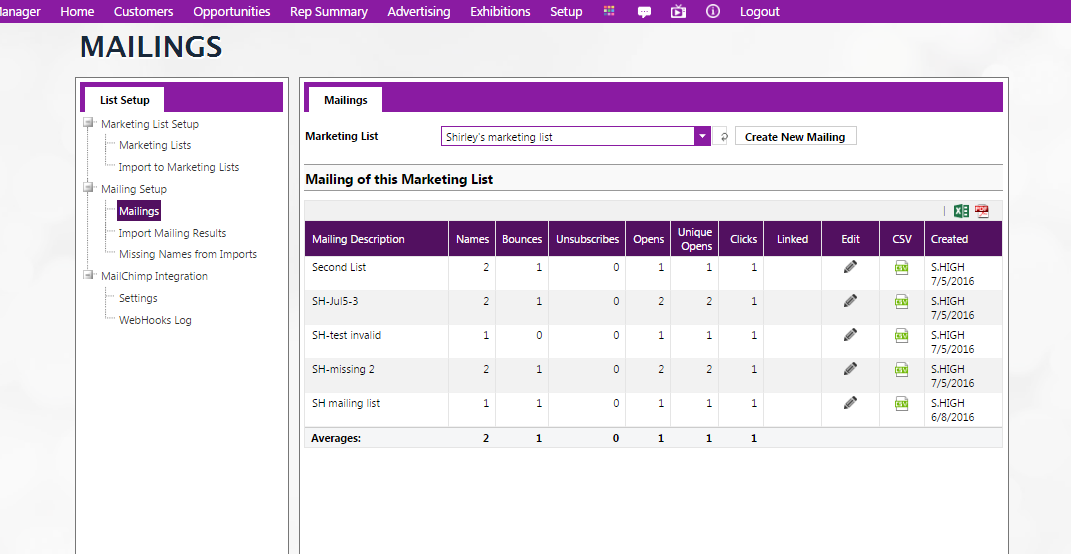 anager Home Customers Opportunities Rep Summary Advertising Exhibitions Setup Logout
MAILINGS
List Setup
Marketing List Setup
Marketing Lists
Import to Marketing Lists
Mailing Setup
Mailings
Import Mailing Results
Missing Names from Imports
MailChimp Integration
Settings
WebHooks Log
Mailings
Marketing List Shirley's marketing list Create New Mailing
Mailing of this Marketing List
PDF
Mailing Description Names Bounces Unsubscribes Opens Unique Opens Clicks Linked Edit CSV Created
Second List 2 1 0 1 1 1 CSV S.HIGH
7/5/2016
SH-Jul5-3 2 1 0 2 2 1 CSV S.HIGH
7/5/2016
SH-test invalid 1 0 0 1 1 1 CSV S.HIGH
7/5/2016
SH-missing 2 2 1 0 2 2 1 CSV S.HIGH
7/5/2016
SH mailing list 1 1 0 1 1 1 CSV S.HIGH
6/8/2016
Averages: 2 1 0 1 1 1